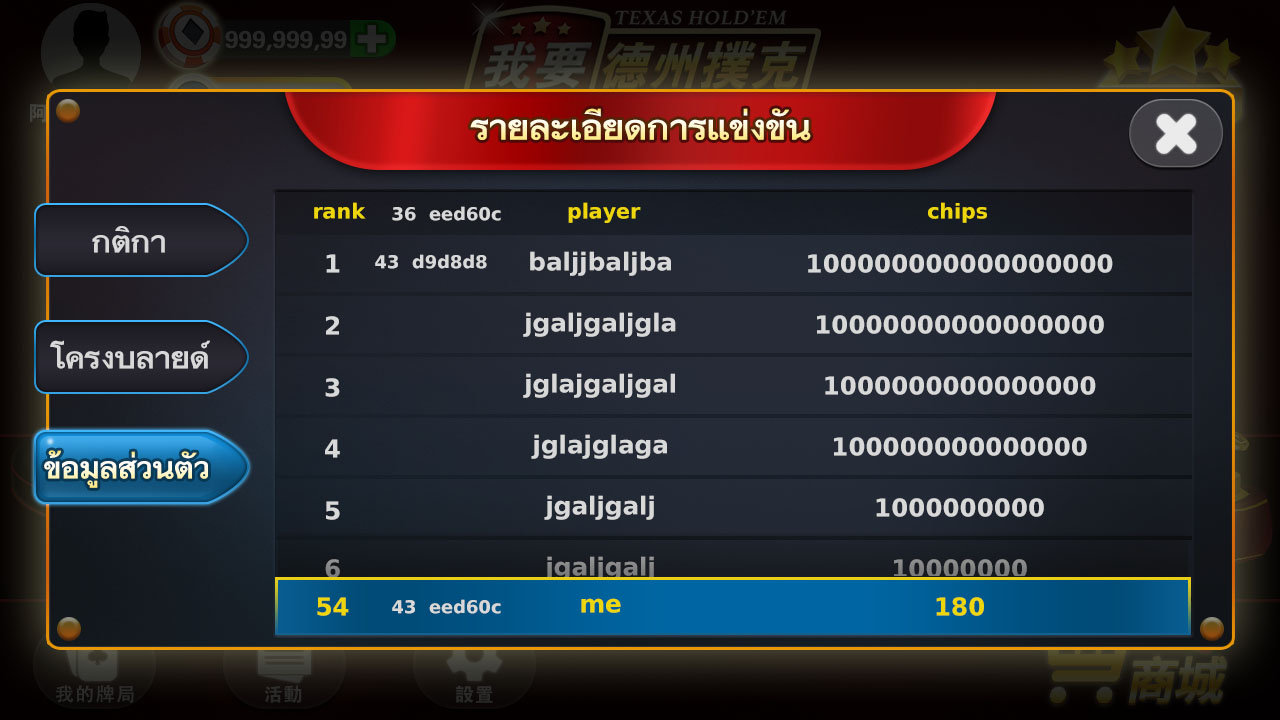 TEXAS HOLD'EM
999,999,99
我要 德州撲克
阿
รายละเอียดการแข่งขัน
กติกา
โครงบลายด์
ข้อมูลส่วนตัว
rank 36 eed60c player chips
1 43 d9d8d8 baljjbaljba 100000000000000000
2 jgaljgaljgla 10000000000000000
3 jglajgaljgal 1000000000000000
4 jglajglaga 100000000000000
5 jgaljgalj 1000000000
6 jgaljgalj 10000000
54 43 eed60c me 180
我的牌局
活動
設置
商城